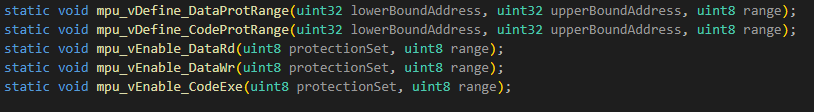 static void mpu_vDefine_DataProtRange(uint32 lowerBoundAddress, uint32 upperBoundAddress, uint8 range);
static void mpu_vDefine_CodeProtRange(uint32 lowerBoundAddress, uint32 upperBoundAddress, uint8 range);
static void mpu_vEnable_DataRd(uint8 protectionSet, uint8 range);
static void mpu_vEnable_DataWr(uint8 protectionSet, uint8 range);
static void mpu_vEnable_CodeExe(uint8 protectionSet, uint8 range);